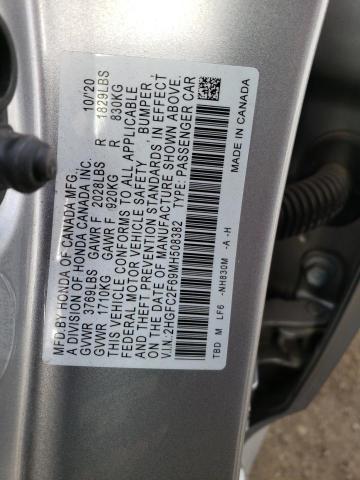 MFD BY HONDA OF CANADA MFG. 10/20
A DIVISION OF HONDA CANADA INC.
GVWR 3769LBS GAWR F 2028LBS R 1829LBS
GVWR 1710KG GAWR F 920KG R 830KG
THIS VEHICLE CONFORMS TO ALL APPLICABLE
FEDERAL MOTOR VEHICLE SAFETY BUMPER,
AND THEFT PREVENTION STANDARDS IN EFFECT
ON THE DATE OF MANUFACTURE SHOWN ABOVE.
V.I.N.:2HGFC2F69MH508382 TYPE:PASSENGER CAR
TBD M LF6 -NH830M -A -H
MADE IN CANADA